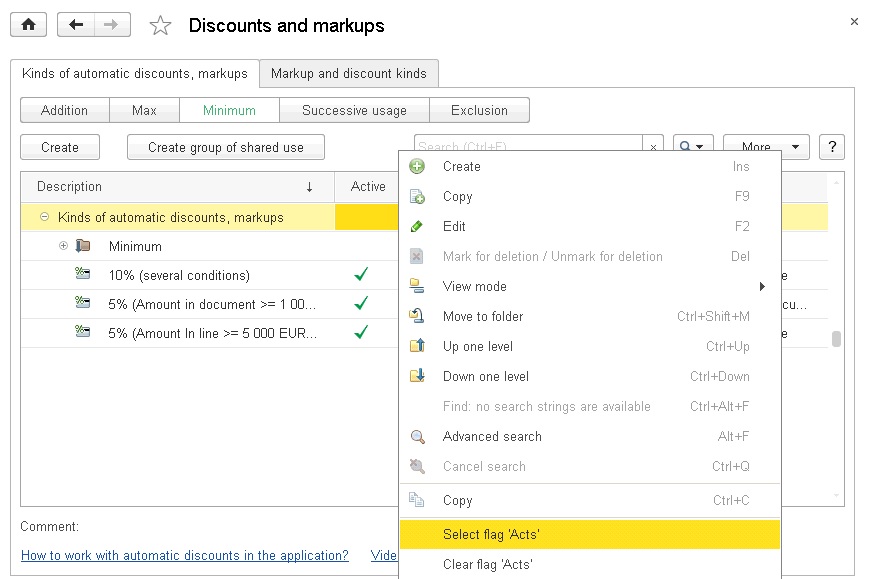 Discounts and markups
Kinds of automatic discounts, markups
Markup and discount kinds
Addition
Max
Minimum
Successive usage
Exclusion
Create
Create group of shared use
Search (Ctrl+F)
×
More
?
Description ↓
Active
Kinds of automatic discounts, markups
Minimum
10% (several conditions)
e
5% (Amount in document >= 1 00...
cu...
5% (Amount In line >= 5 000 EUR...
e
Create Ins
Copy F9
Edit F2
Mark for deletion / Unmark for deletion Del
View mode
Move to folder Ctrl+Shift+M
Up one level Ctrl+Up
Down one level Ctrl+Down
Find: no search strings are available Ctrl+Alt+F
Advanced search Alt+F
Cancel search Ctrl+Q
Copy Ctrl+C
Select flag 'Acts'
Clear flag 'Acts'
Comment:
How to work with automatic discounts in the application?
Vide